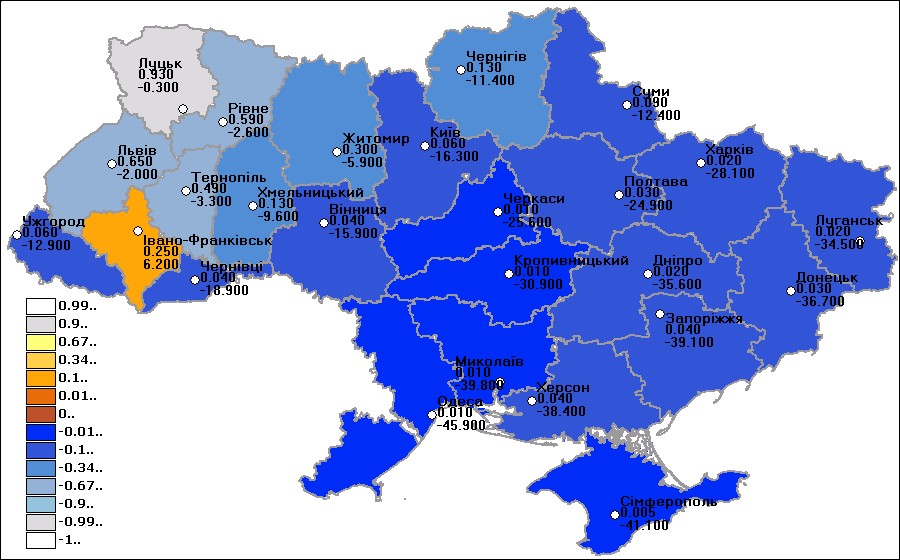 Луцьк
0.930
-0.300
Рівне
0.590
-2.600
Львів
0.650
-2.000
Тернопіль
0.490
-3.300
Хмельницький
0.130
-9.600
Житомир
0.300
-5.900
Київ
0.060
-16.300
Чернігів
0.130
-11.400
Суми
0.090
-12.400
Харків
0.020
-28.100
Полтава
0.030
-24.900
Луганськ
0.020
-34.500
Донецьк
0.030
-36.700
Дніпро
0.020
-35.600
Запоріжжя
0.040
-39.100
Черкаси
0.010
-25.600
Кропивницький
0.010
-30.900
Вінниця
0.040
-15.900
Ужгород
0.060
-12.900
Івано-Франківськ
0.250
6.200
Чернівці
0.040
-18.900
Миколаїв
0.010
-39.800
Херсон
0.040
-38.400
Одеса
0.010
-45.900
Сімферополь
0.005
-41.100
0.99..
0.9..
0.67..
0.34..
0.1..
0.01..
0..
-0.01..
-0.1..
-0.34..
-0.67..
-0.9..
-0.99..
-1..